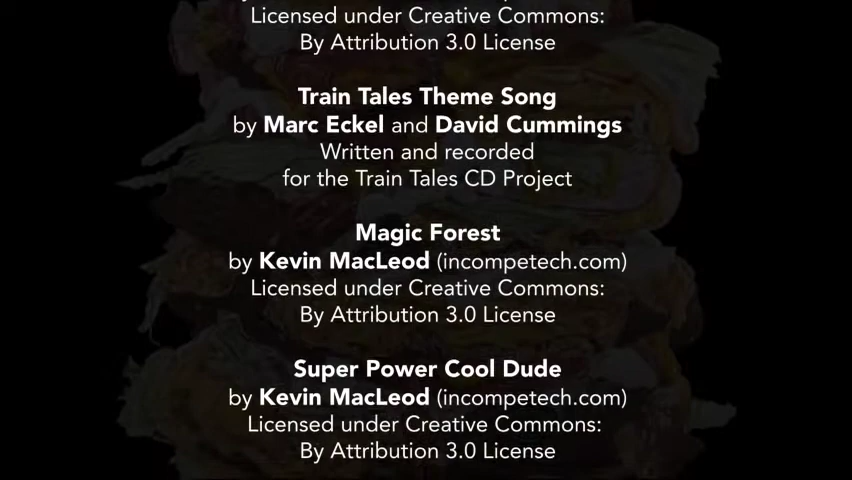 Licensed under Creative Commons:
By Attribution 3.0 License
Train Tales Theme Song
by Marc Eckel and David Cummings
Written and recorded
for the Train Tales CD Project
Magic Forest
by Kevin MacLeod (incompetech.com)
Licensed under Creative Commons:
By Attribution 3.0 License
Super Power Cool Dude
by Kevin MacLeod (incompetech.com)
Licensed under Creative Commons:
By Attribution 3.0 License